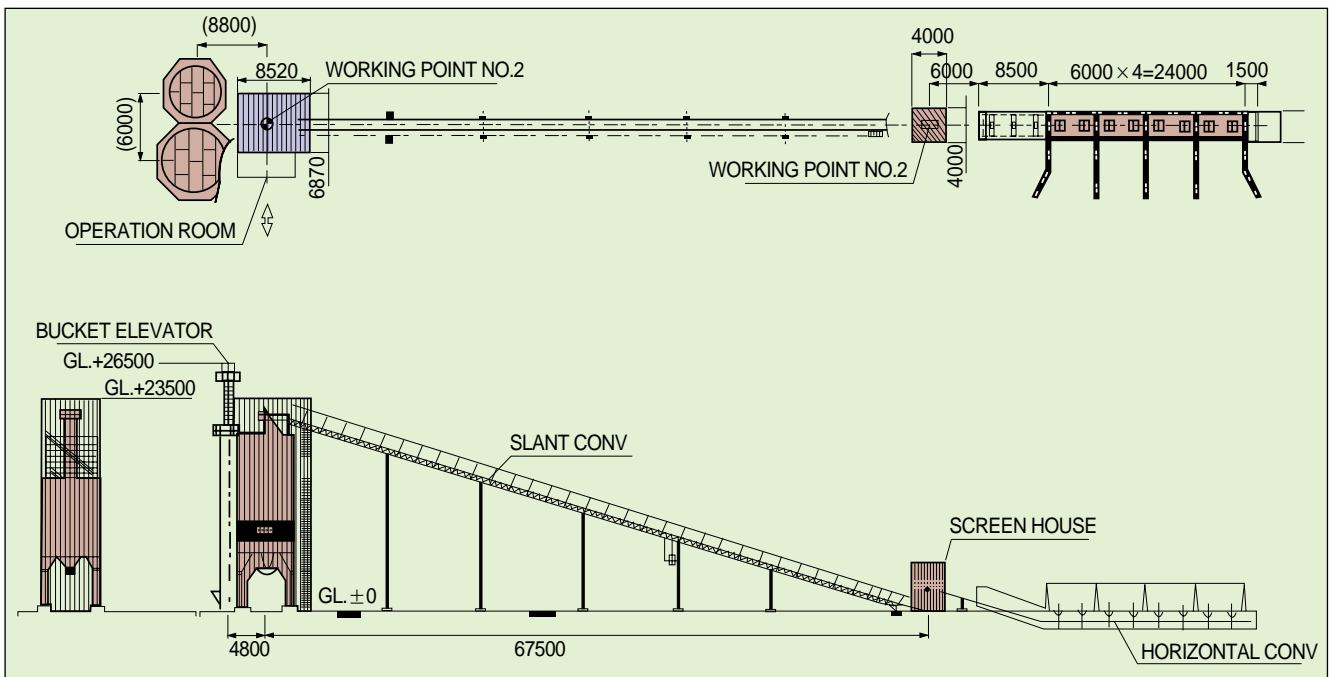 (8800)
4000
8520
WORKING POINT NO.2
6000
8500
6000×4=24000
1500
(6000)
6870
4000
WORKING POINT NO.2
OPERATION ROOM
BUCKET ELEVATOR
GL.+26500
GL.+23500
SLANT CONV
SCREEN HOUSE
GL.±0
4800
67500
HORIZONTAL CONV